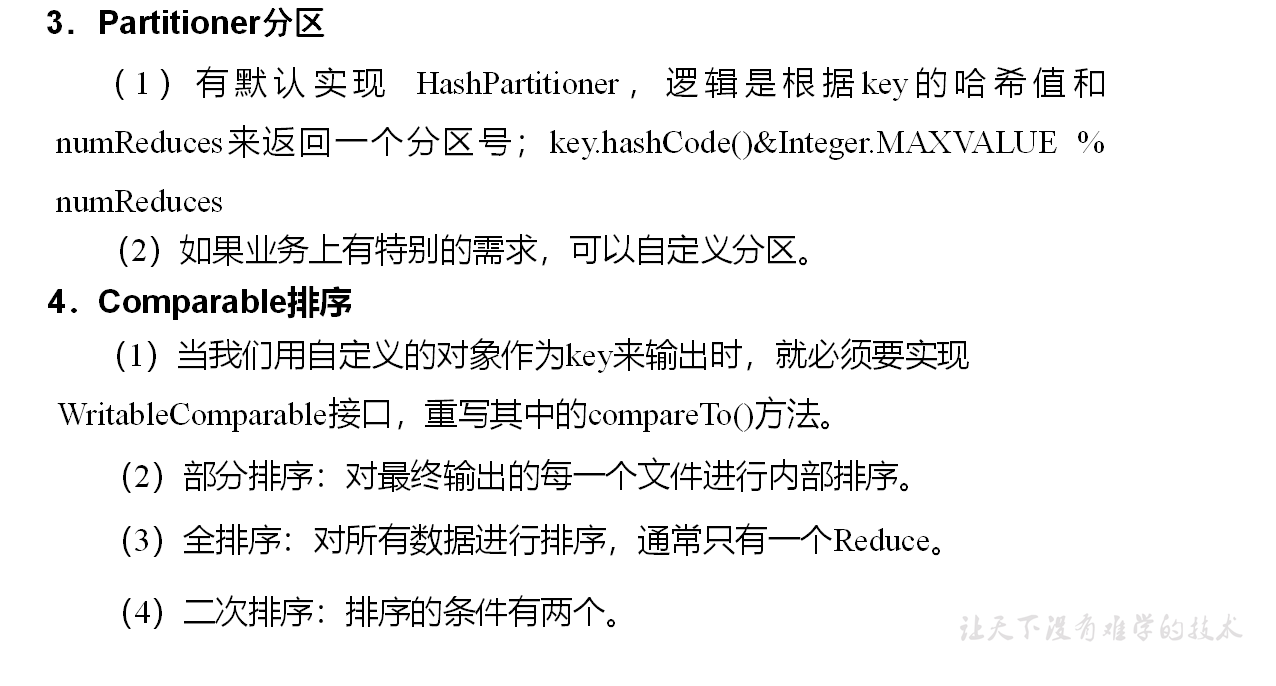 3．Partitioner分区
（1）有默认实现 HashPartitioner，逻辑是根据key的哈希值和
numReduces来返回一个分区号；key.hashCode()&Integer.MAXVALUE %
numReduces
（2）如果业务上有特别的需求，可以自定义分区。
4．Comparable排序
（1）当我们用自定义的对象作为key来输出时，就必须要实现
WritableComparable接口，重写其中的compareTo()方法。
（2）部分排序：对最终输出的每一个文件进行内部排序。
（3）全排序：对所有数据进行排序，通常只有一个Reduce。
（4）二次排序：排序的条件有两个。
让天下没有难学的技术